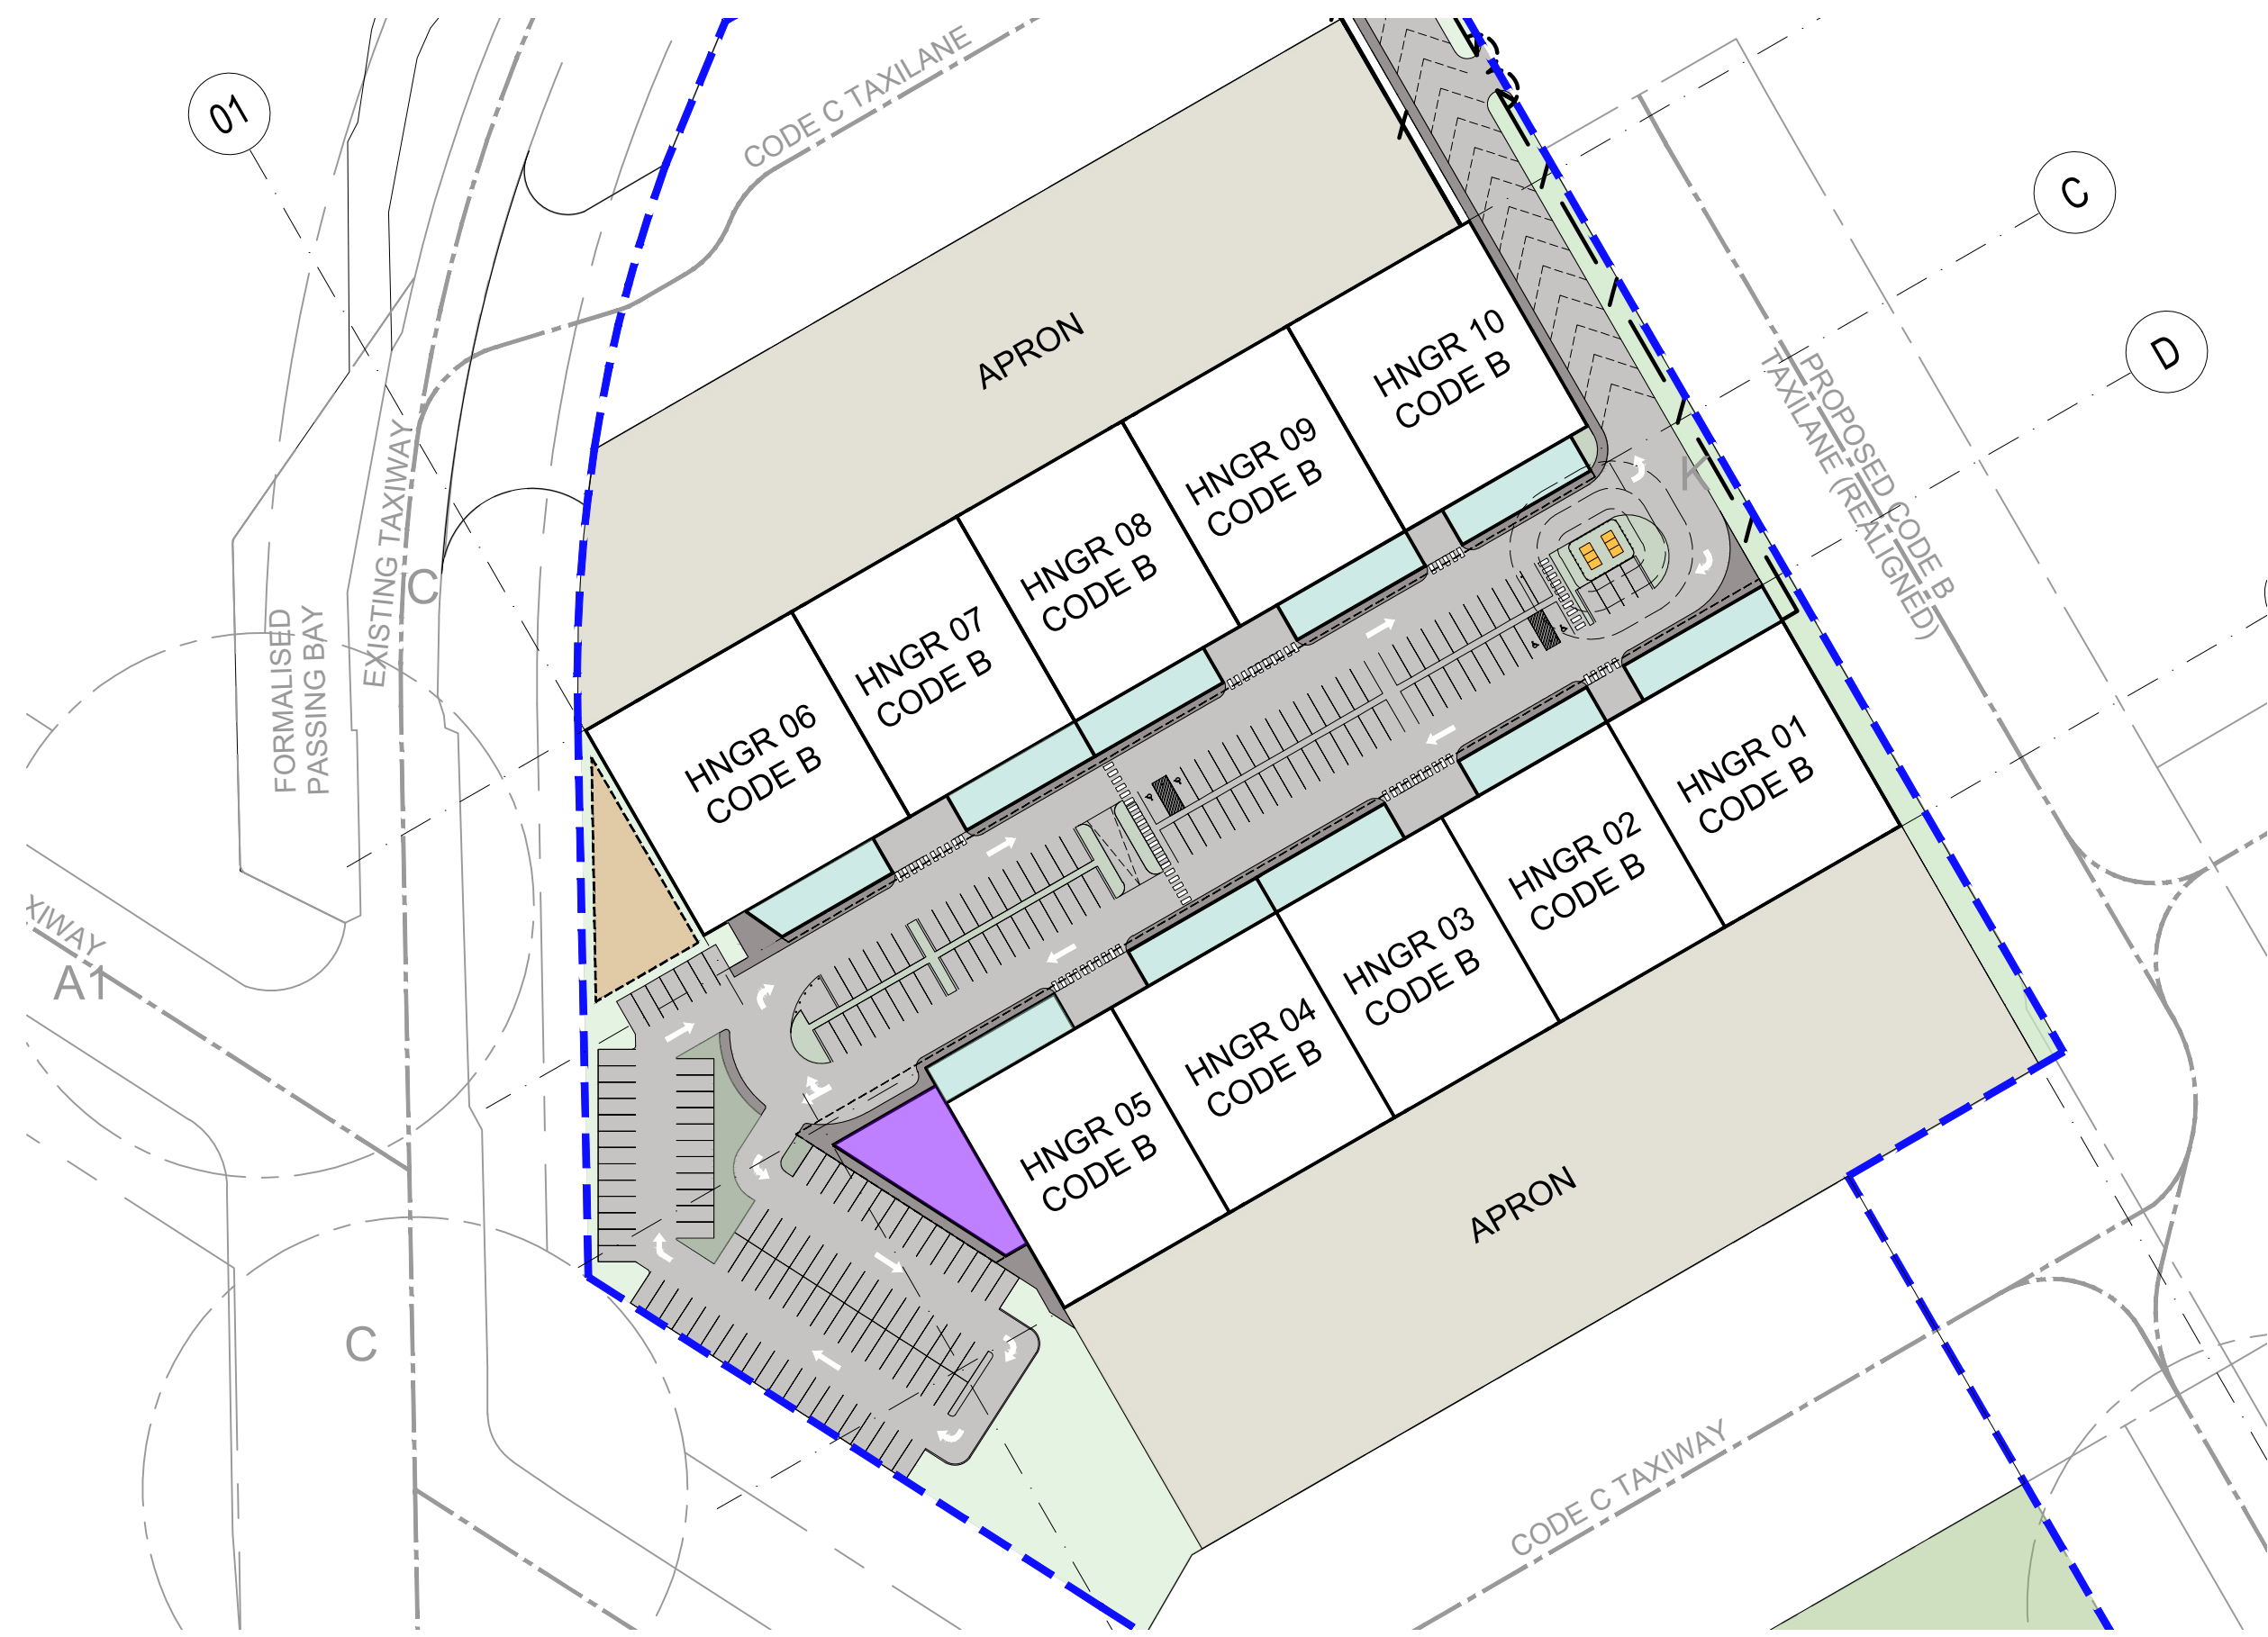 01
CODE C TAXILANE
C
D
APRON
HNGR 10
CODE B
HNGR 09
CODE B
HNGR 08
CODE B
HNGR 07
CODE B
HNGR 06
CODE B
PROPOSED CODE B
TAXILANE (REALIGNED)
K
EXISTING TAXIWAY
C
FORMALISED
PASSING BAY
HNGR 01
CODE B
HNGR 02
CODE B
HNGR 03
CODE B
HNGR 04
CODE B
HNGR 05
CODE B
XIWAY
A1
APRON
C
CODE C TAXIWAY